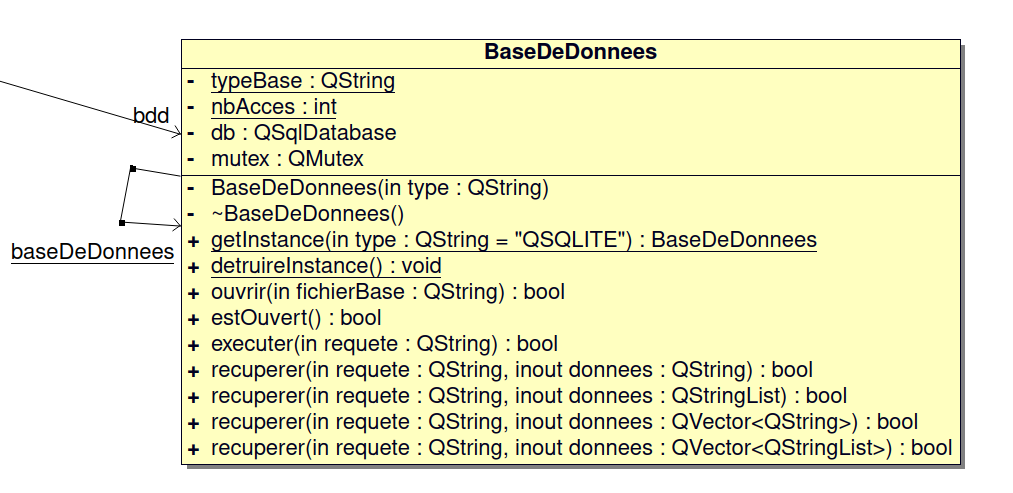 BaseDeDonnees
- typeBase : QString
- nbAcces : int
bdd
- db : QSqlDatabase
- mutex : QMutex
- BaseDeDonnees(in type : QString)
- ~BaseDeDonnees()
+ getInstance(in type : QString = "QSQLITE") : BaseDeDonnees
baseDeDonnees
+ detruireInstance() : void
+ ouvrir(in fichierBase : QString) : bool
+ estOuvert() : bool
+ executer(in requete : QString) : bool
+ recuperer(in requete : QString, inout donnees : QString) : bool
+ recuperer(in requete : QString, inout donnees : QStringList) : bool
+ recuperer(in requete : QString, inout donnees : QVector<QString>) : bool
+ recuperer(in requete : QString, inout donnees : QVector<QStringList>) : bool